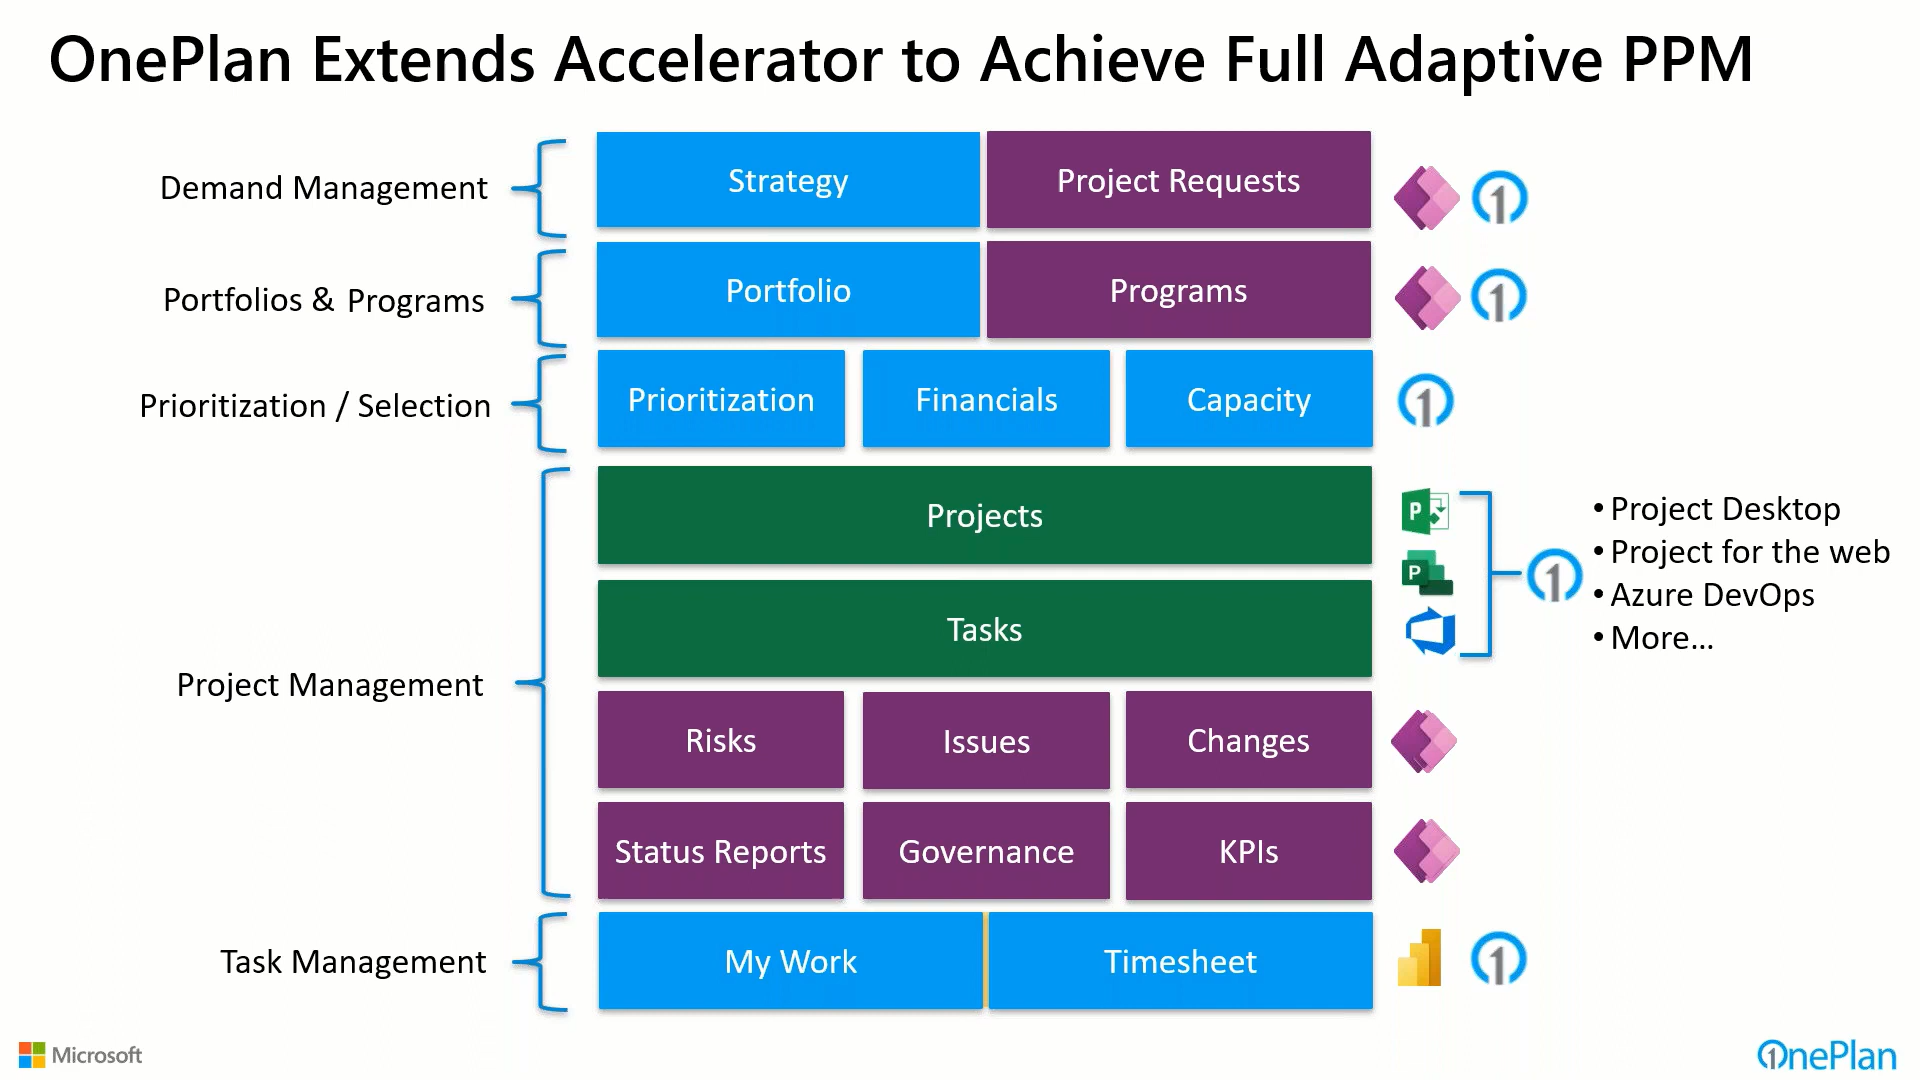 OnePlan Extends Accelerator to Achieve Full Adaptive PPM
Demand Management
Strategy
Project Requests
Portfolios & Programs
Portfolio
Programs
Prioritization / Selection
Prioritization
Financials
Capacity
Project Management
Projects
Tasks
• Project Desktop
• Project for the web
• Azure DevOps
• More...
Risks
Issues
Changes
Status Reports
Governance
KPIs
Task Management
My Work
Timesheet
Microsoft
OnePlan